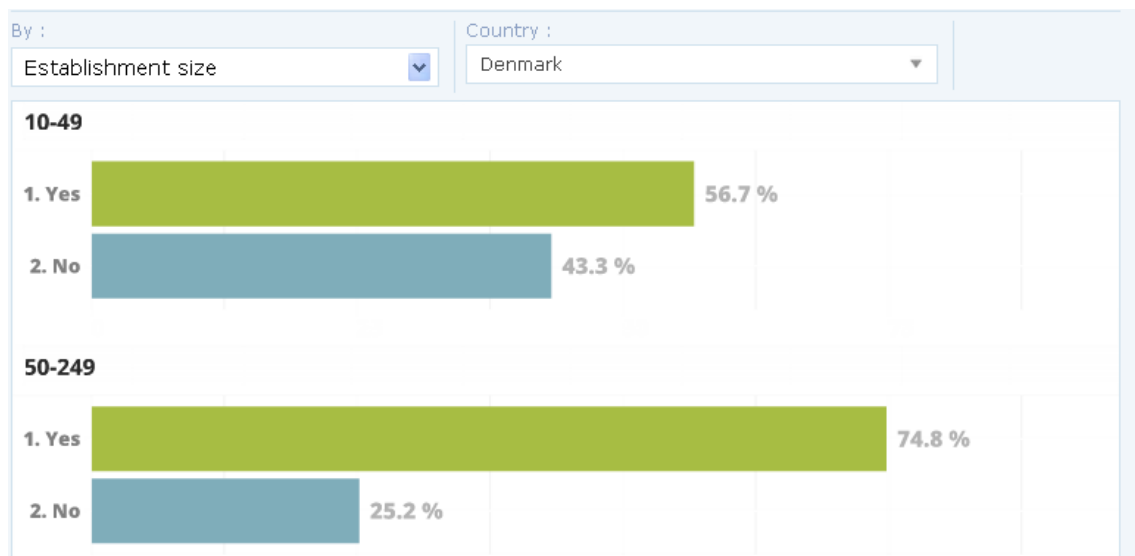 By :
Country :
Establishment size
Denmark
10-49
1. Yes
56.7 %
2. No
43.3 %
50-249
1. Yes
74.8 %
2. No
25.2 %